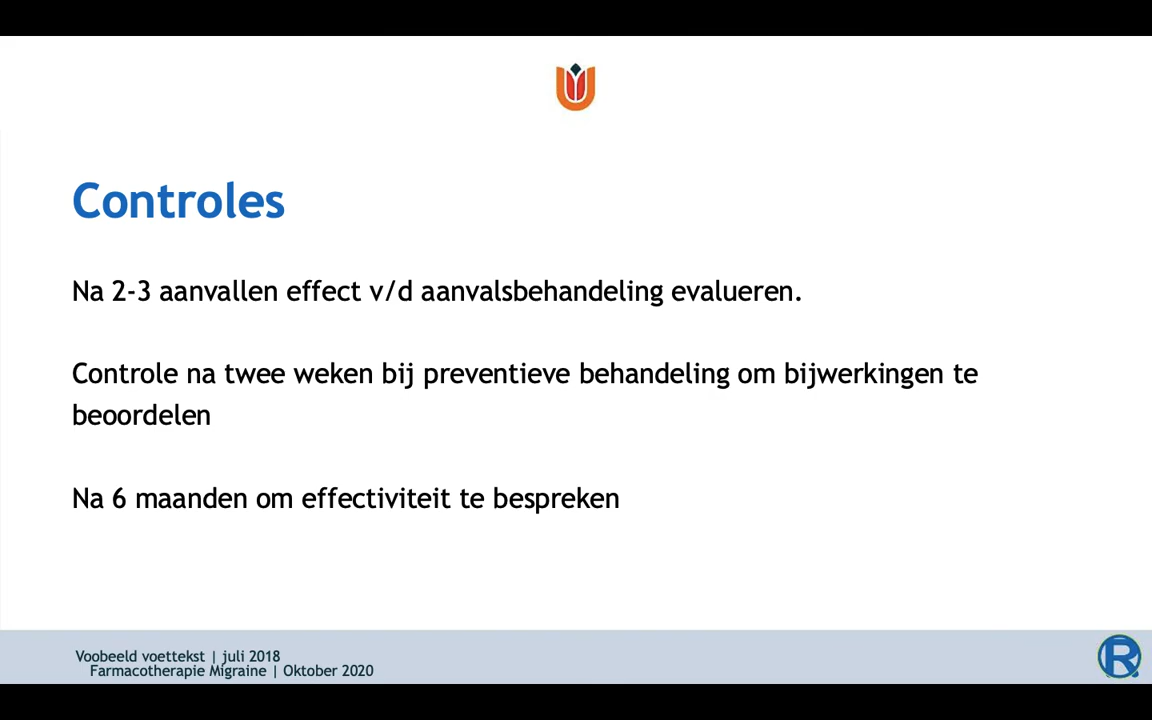 Controles
Na 2-3 aanvallen effect v/d aanvalsbehandeling evalueren.
Controle na twee weken bij preventieve behandeling om bijwerkingen te
beoordelen
Na 6 maanden om effectiviteit te bespreken
Voobeeld voettekst | juli 2018
Farmacotherapie Migraine | Oktober 2020
R